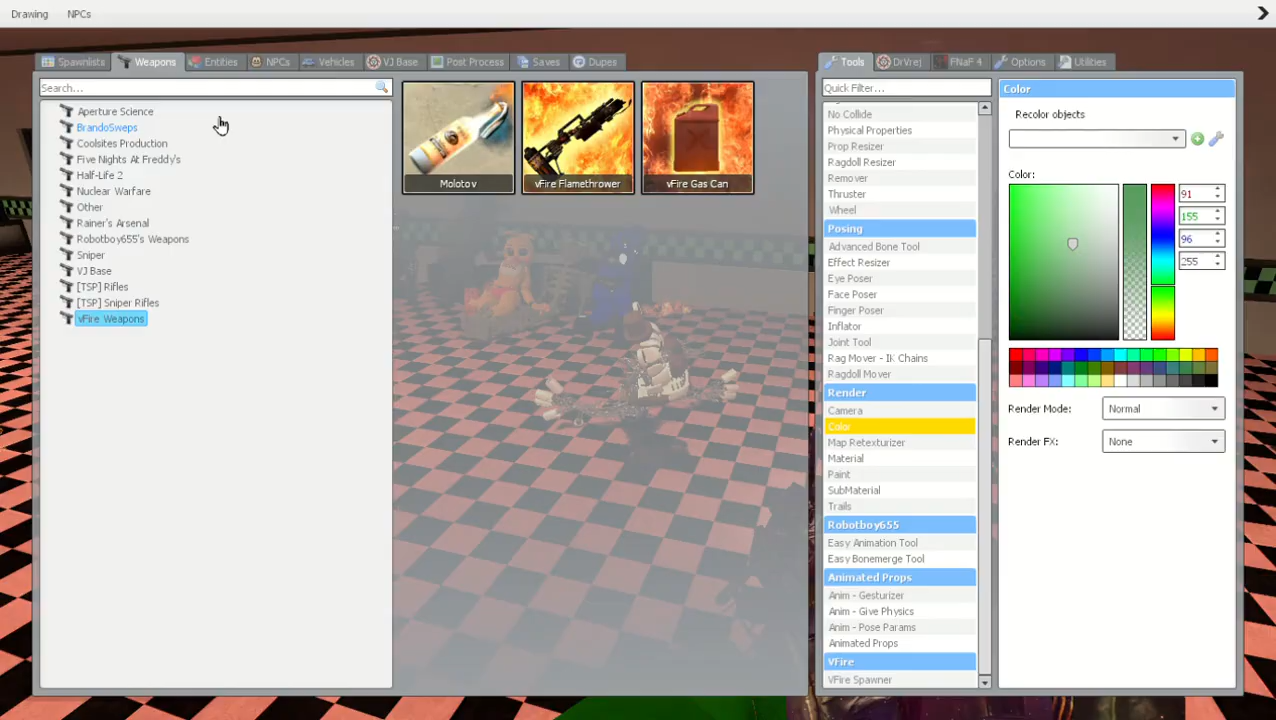 Drawing NPCs
Spawnlists Weapons Entities NPCs Vehicles VJ Base Post Process Saves Dupes
Search...
Aperture Science
BrandoSweps
Coolsites Production
Five Nights At Freddy's
Half-Life 2
Nuclear Warfare
Other
Rainer's Arsenal
Robotboy655's Weapons
Sniper
VJ Base
[TSP] Rifles
[TSP] Sniper Rifles
vFire Weapons
Molotov
vFire Flamethrower
vFire Gas Can
Tools DrVrej FNaF 4 Options Utilities
Quick Filter...
No Collide
Physical Properties
Prop Resizer
Ragdoll Resizer
Remover
Thruster
Wheel
Posing
Advanced Bone Tool
Effect Resizer
Eye Poser
Face Poser
Finger Poser
Inflator
Joint Tool
Rag Mover - IK Chains
Ragdoll Mover
Render
Camera
Color
Map Retexturizer
Material
Paint
SubMaterial
Trails
Robotboy655
Easy Animation Tool
Easy Bonemerge Tool
Animated Props
Anim - Gesturizer
Anim - Give Physics
Anim - Pose Params
Animated Props
VFire
VFire Spawner
Color
Recolor objects
Color:
91
155
96
255
Render Mode: Normal
Render FX: None